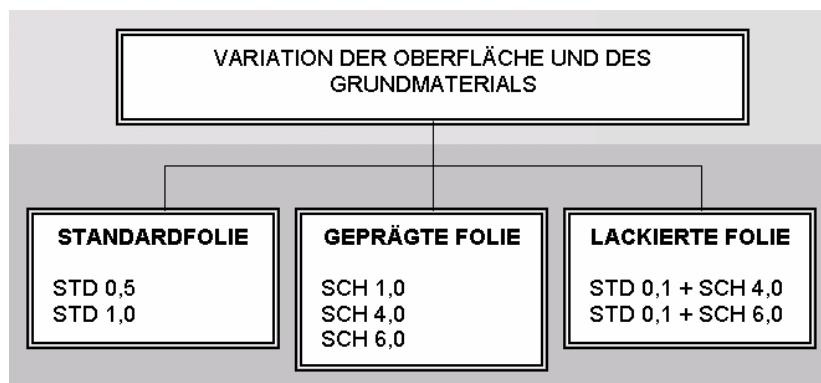 VARIATION DER OBERFLÄCHE UND DES
GRUNDMATERIALS
STANDARDFOLIE
STD 0,5
STD 1,0
GEPRÄGTE FOLIE
SCH 1,0
SCH 4,0
SCH 6,0
LACKIERTE FOLIE
STD 0,1 + SCH 4,0
STD 0,1 + SCH 6,0